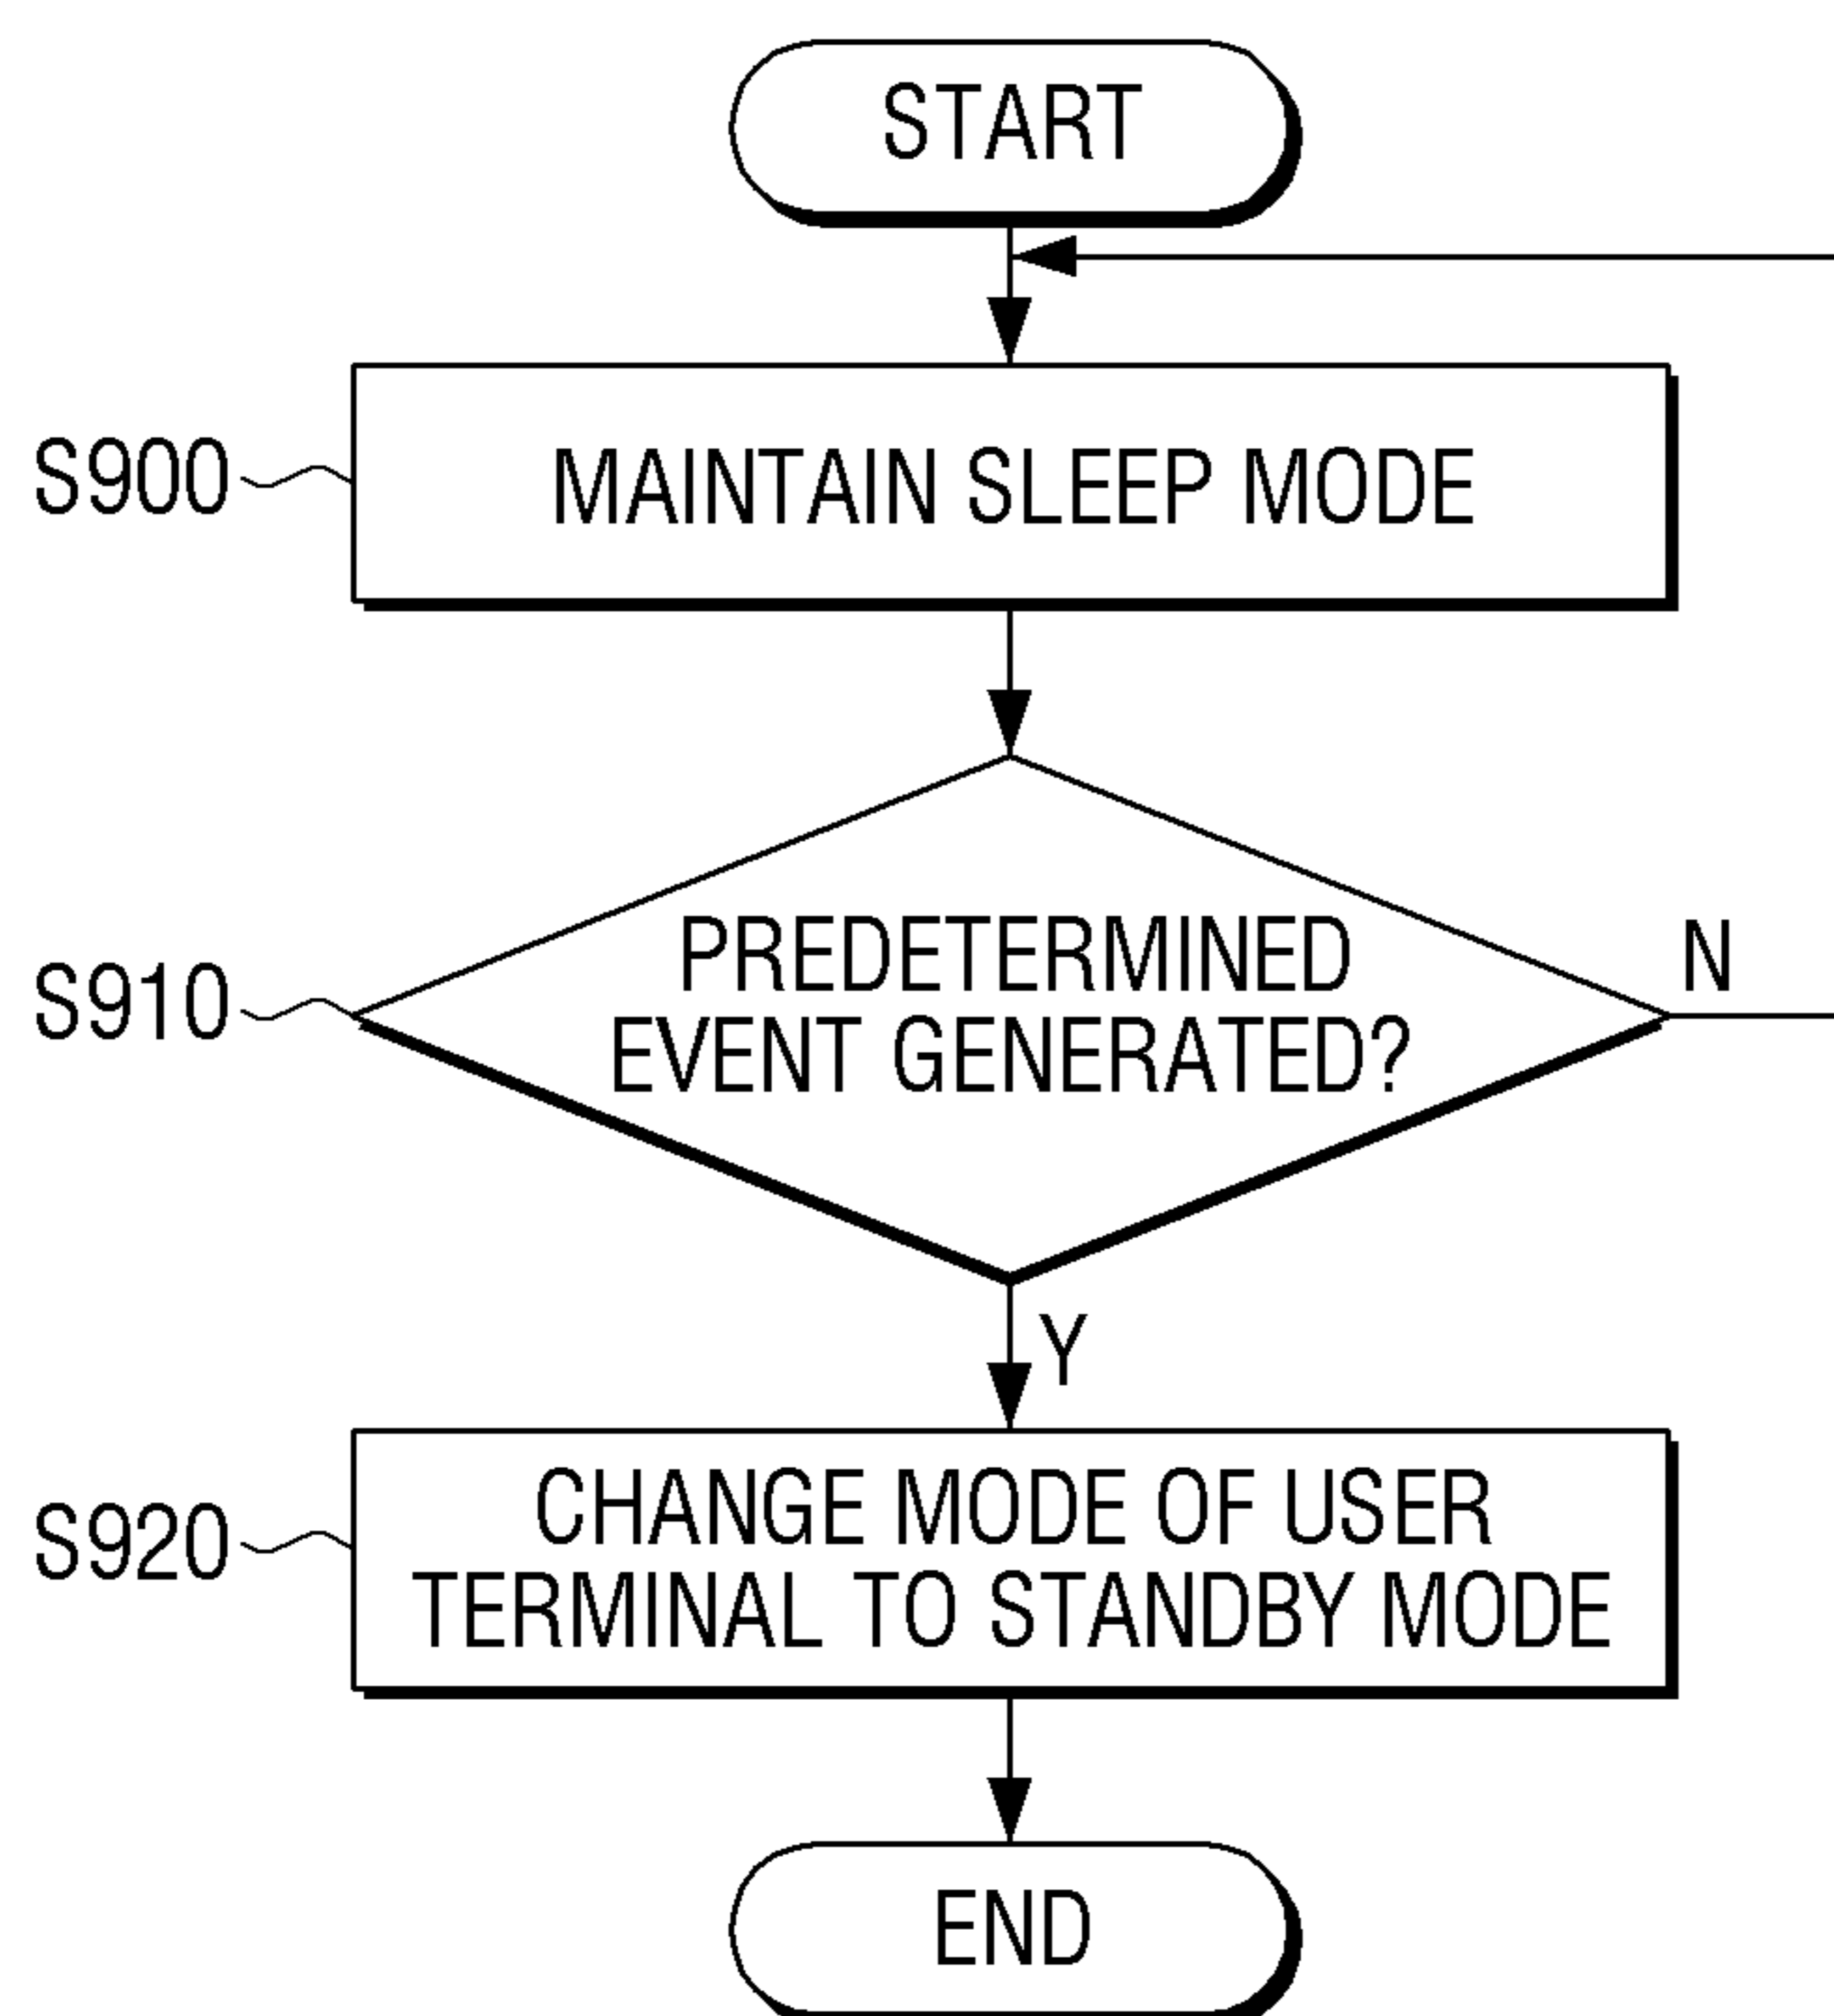 START
S900
MAINTAIN SLEEP MODE
S910
PREDETERMINED
EVENT GENERATED?
N
Y
S920
CHANGE MODE OF USER
TERMINAL TO STANDBY MODE
END